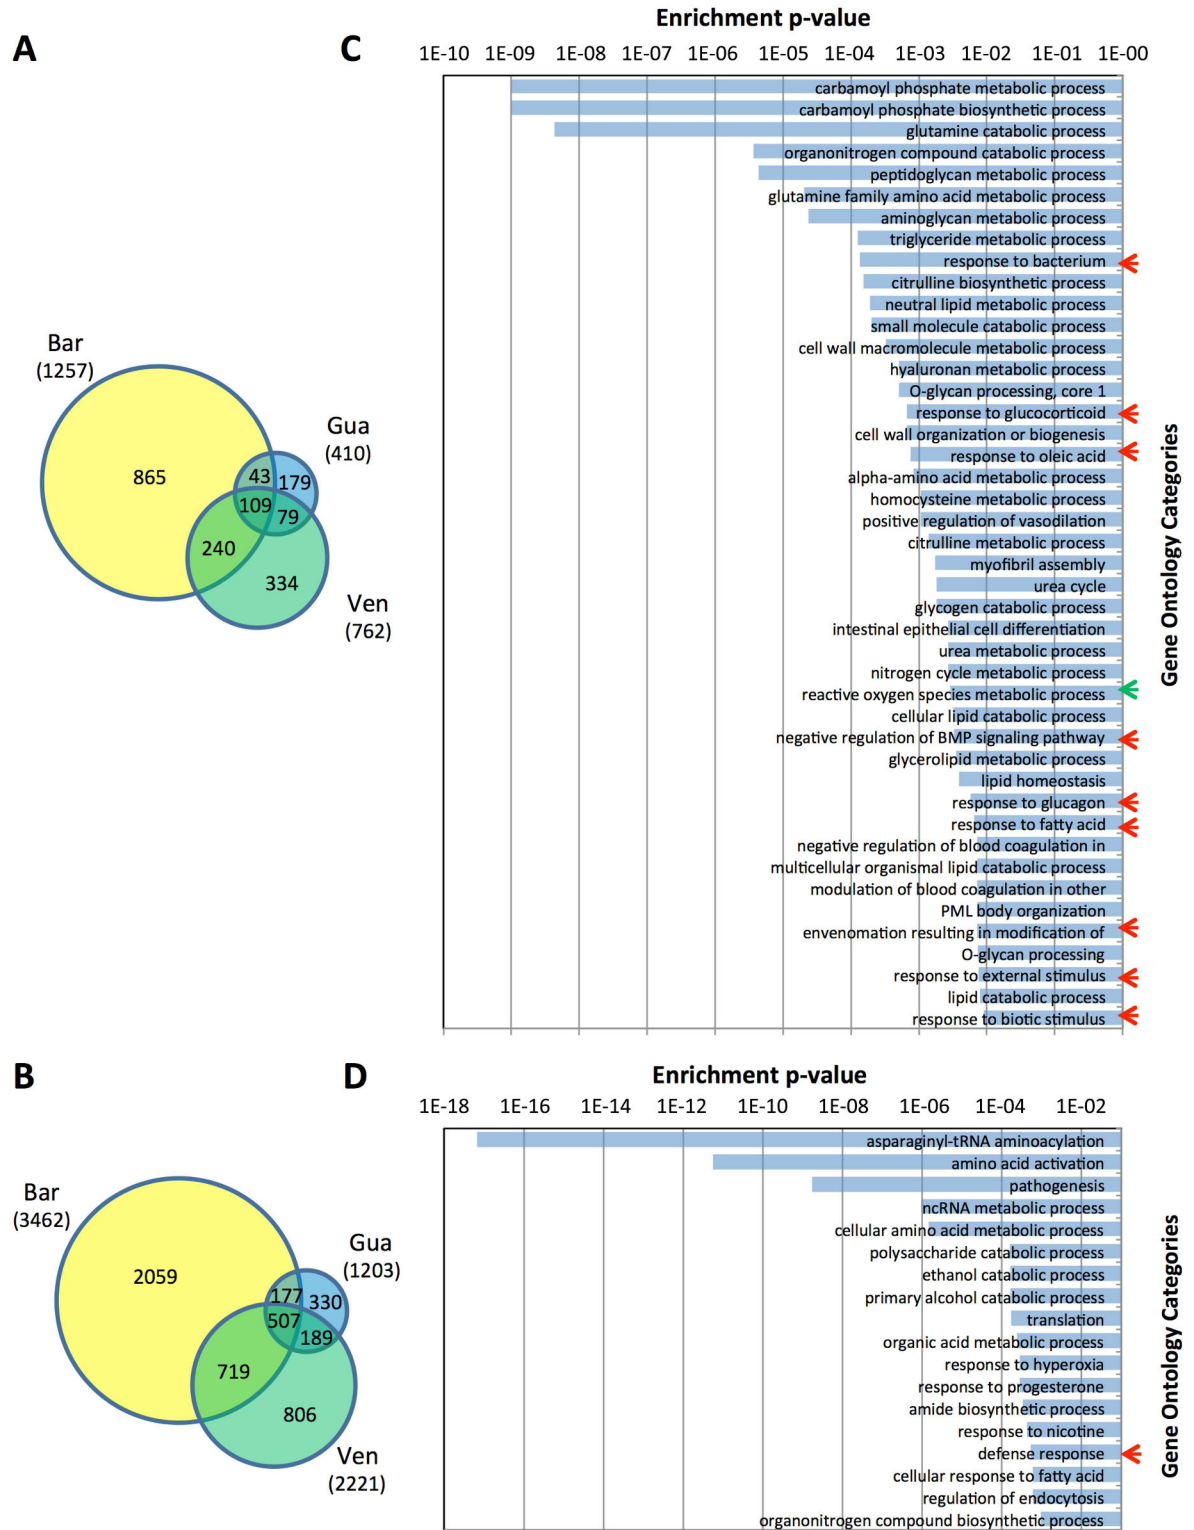 A
Bar
(1257)
Gua
(410)
865
43
179
109
79
240
334
Ven
(762)
C
Enrichment p-value
1E-10 1E-09 1E-08 1E-07 1E-06 1E-05 1E-04 1E-03 1E-02 1E-01 1E-00
carbamoyl phosphate metabolic process
carbamoyl phosphate biosynthetic process
glutamine catabolic process
organonitrogen compound catabolic process
peptidoglycan metabolic process
glutamine family amino acid metabolic process
aminoglycan metabolic process
triglyceride metabolic process
response to bacterium
citrulline biosynthetic process
neutral lipid metabolic process
small molecule catabolic process
cell wall macromolecule metabolic process
hyaluronan metabolic process
O-glycan processing, core 1
response to glucocorticoid
cell wall organization or biogenesis
response to oleic acid
alpha-amino acid metabolic process
homocysteine metabolic process
positive regulation of vasodilation
citrulline metabolic process
myofibril assembly
urea cycle
glycogen catabolic process
intestinal epithelial cell differentiation
urea metabolic process
nitrogen cycle metabolic process
reactive oxygen species metabolic process
cellular lipid catabolic process
negative regulation of BMP signaling pathway
glycerolipid metabolic process
lipid homeostasis
response to glucagon
response to fatty acid
negative regulation of blood coagulation in
multicellular organismal lipid catabolic process
modulation of blood coagulation in other
PML body organization
envenomation resulting in modification of
O-glycan processing
response to external stimulus
lipid catabolic process
response to biotic stimulus
Gene Ontology Categories
B
Bar
(3462)
Gua
(1203)
2059
177
330
507
189
719
806
Ven
(2221)
D
Enrichment p-value
1E-18 1E-16 1E-14 1E-12 1E-10 1E-08 1E-06 1E-04 1E-02
asparaginyl-tRNA aminoacylation
amino acid activation
pathogenesis
ncRNA metabolic process
cellular amino acid metabolic process
polysaccharide catabolic process
ethanol catabolic process
primary alcohol catabolic process
translation
organic acid metabolic process
response to hyperoxia
response to progesterone
amide biosynthetic process
response to nicotine
defense response
cellular response to fatty acid
regulation of endocytosis
organonitrogen compound biosynthetic process
Gene Ontology Categories